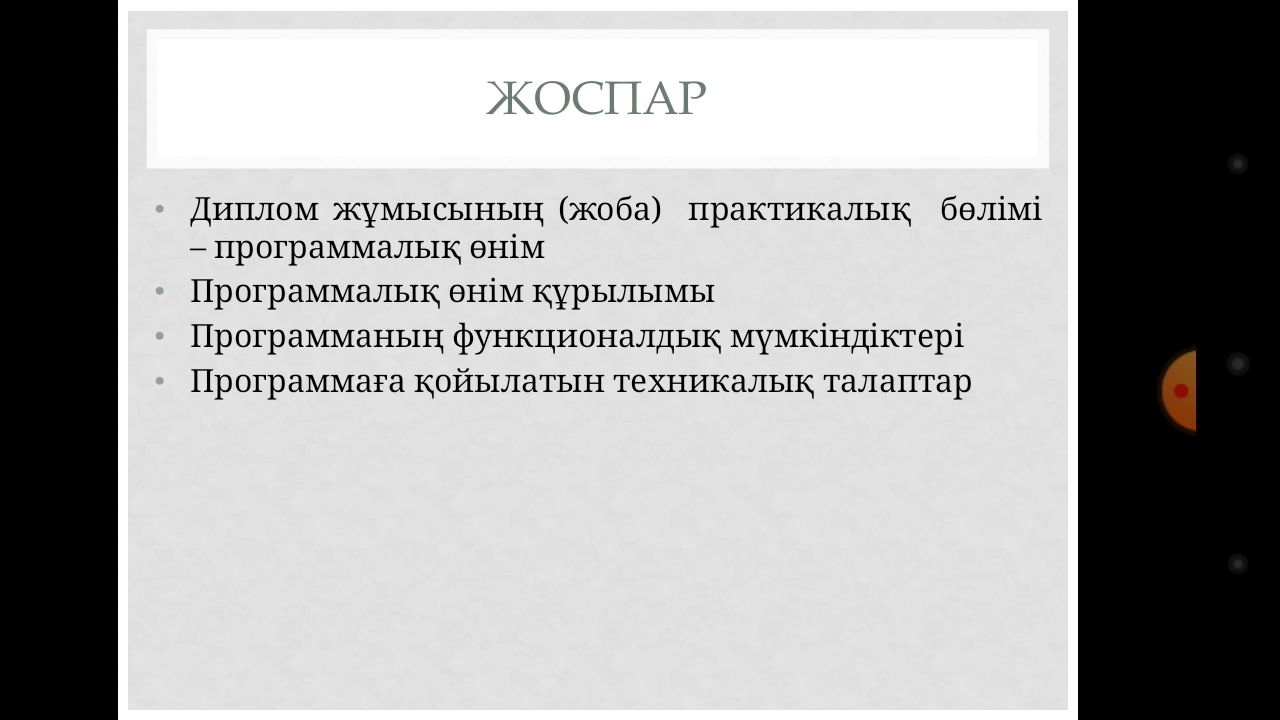 ЖОСПАР
• Диплом жұмысының (жоба) практикалық бөлімі
– программалық өнім
• Программалық өнім құрылымы
• Программаның функционалдық мүмкіндіктері
• Программаға қойылатын техникалық талаптар